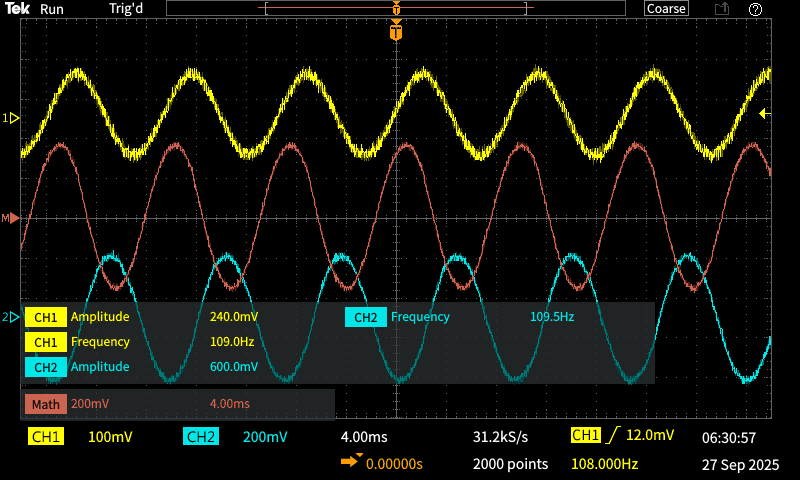 Tek Run Trig'd T Coarse ?
T
1
M
2
CH1 Amplitude 240.0mV CH2 Frequency 109.5Hz
CH1 Frequency 109.0Hz
CH2 Amplitude 600.0mV
Math 200mV 4.00ms
CH1 100mV CH2 200mV 4.00ms 31.2kS/s CH1 12.0mV 06:30:57
0.00000s 2000 points 108.000Hz 27 Sep 2025